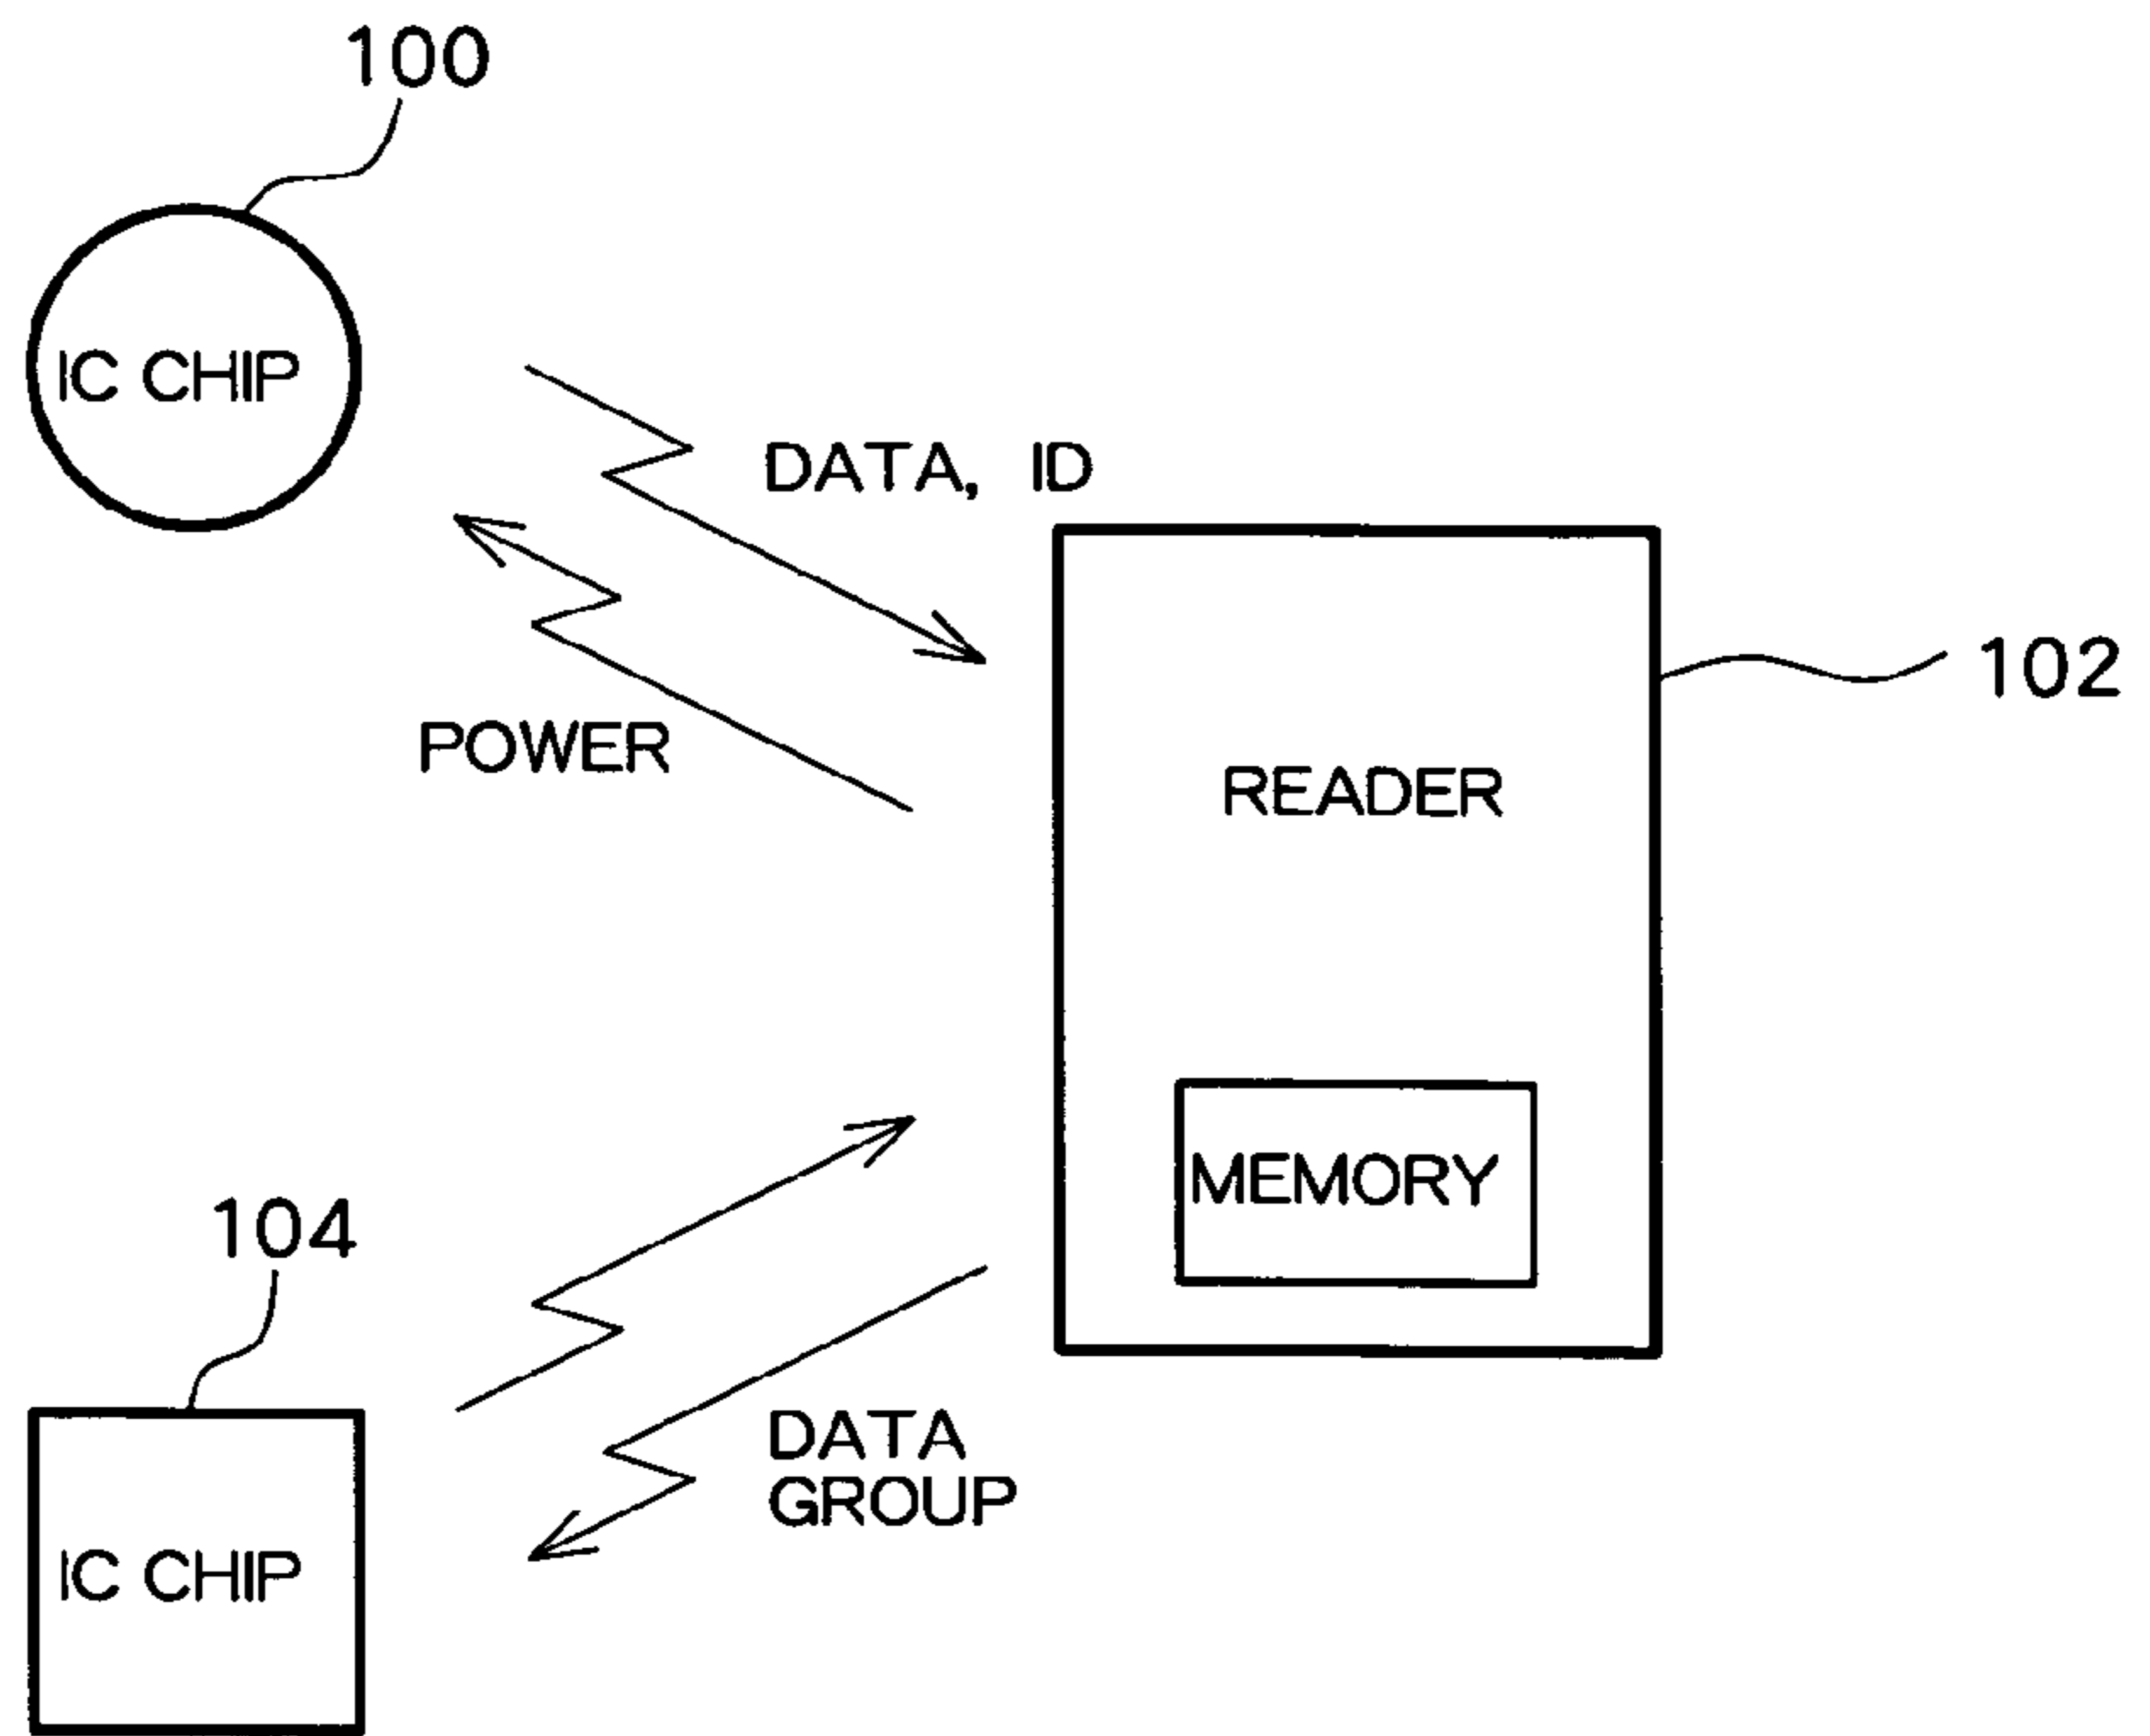 100
IC CHIP
DATA, ID
102
POWER
READER
MEMORY
104
DATA
GROUP
IC CHIP